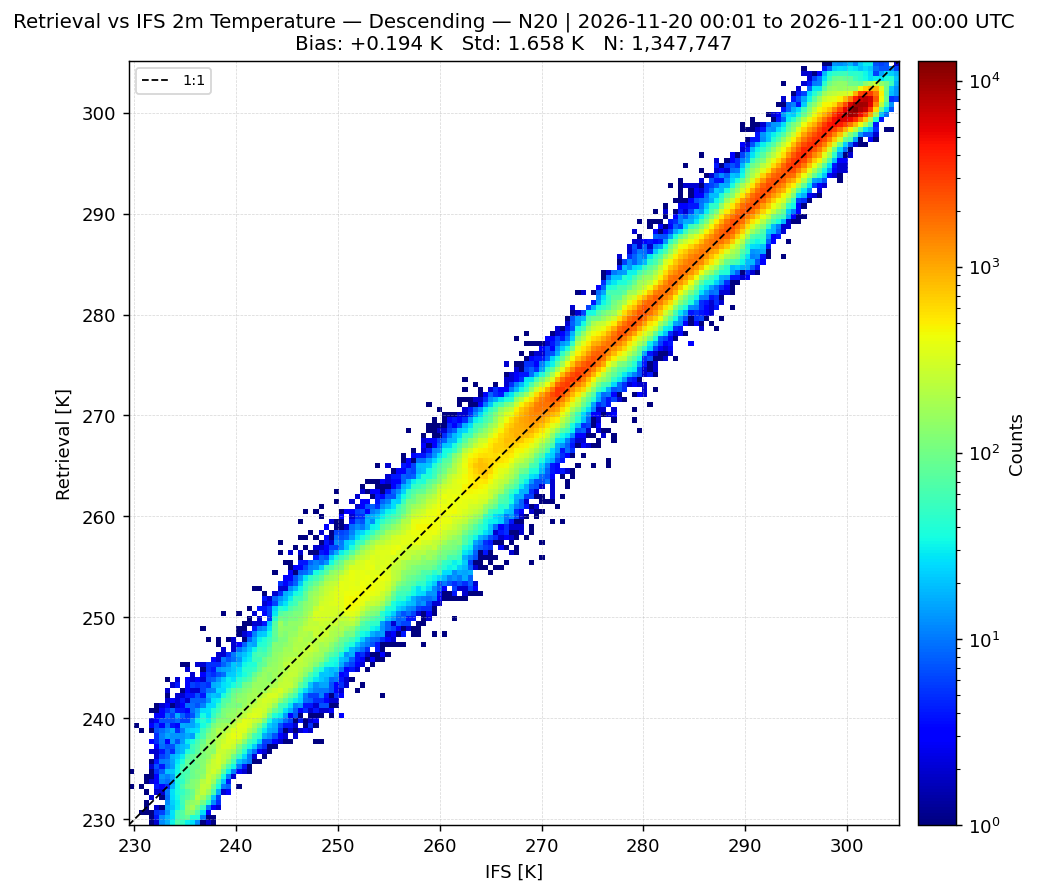 Retrieval vs IFS 2m Temperature — Descending — N20 | 2026-11-20 00:01 to 2026-11-21 00:00 UTC
Bias: +0.194 K   Std: 1.658 K   N: 1,347,747
1:1
300
290
280
270
260
250
240
230
Retrieval [K]
230 240 250 260 270 280 290 300
IFS [K]
10⁴
10³
10²
10¹
10⁰
Counts